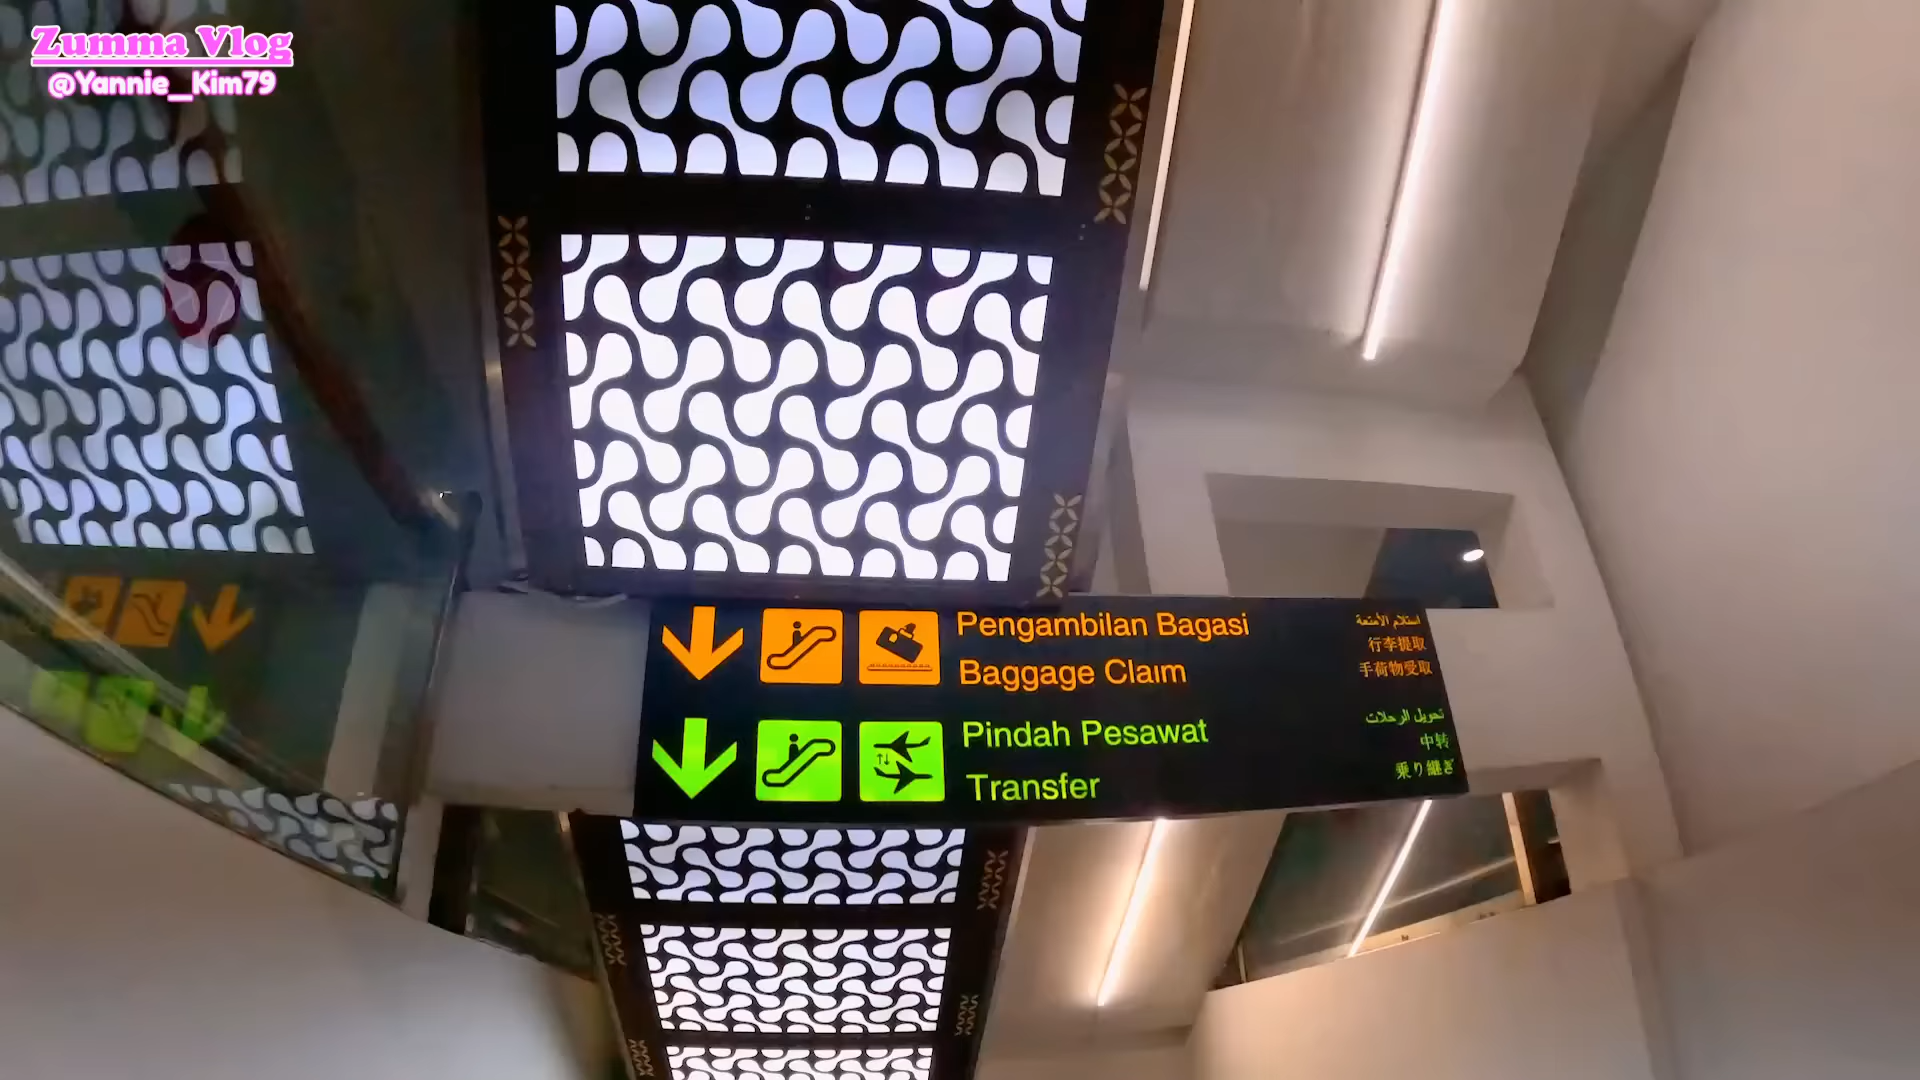 Zumma Vlog
@Yannie_Kim79
Pengambilan Bagasi
Baggage Claim
استلام الأمتعة
行李提取
手荷物受取
Pindah Pesawat
Transfer
تحويل الرحلات
中转
乗り継ぎ